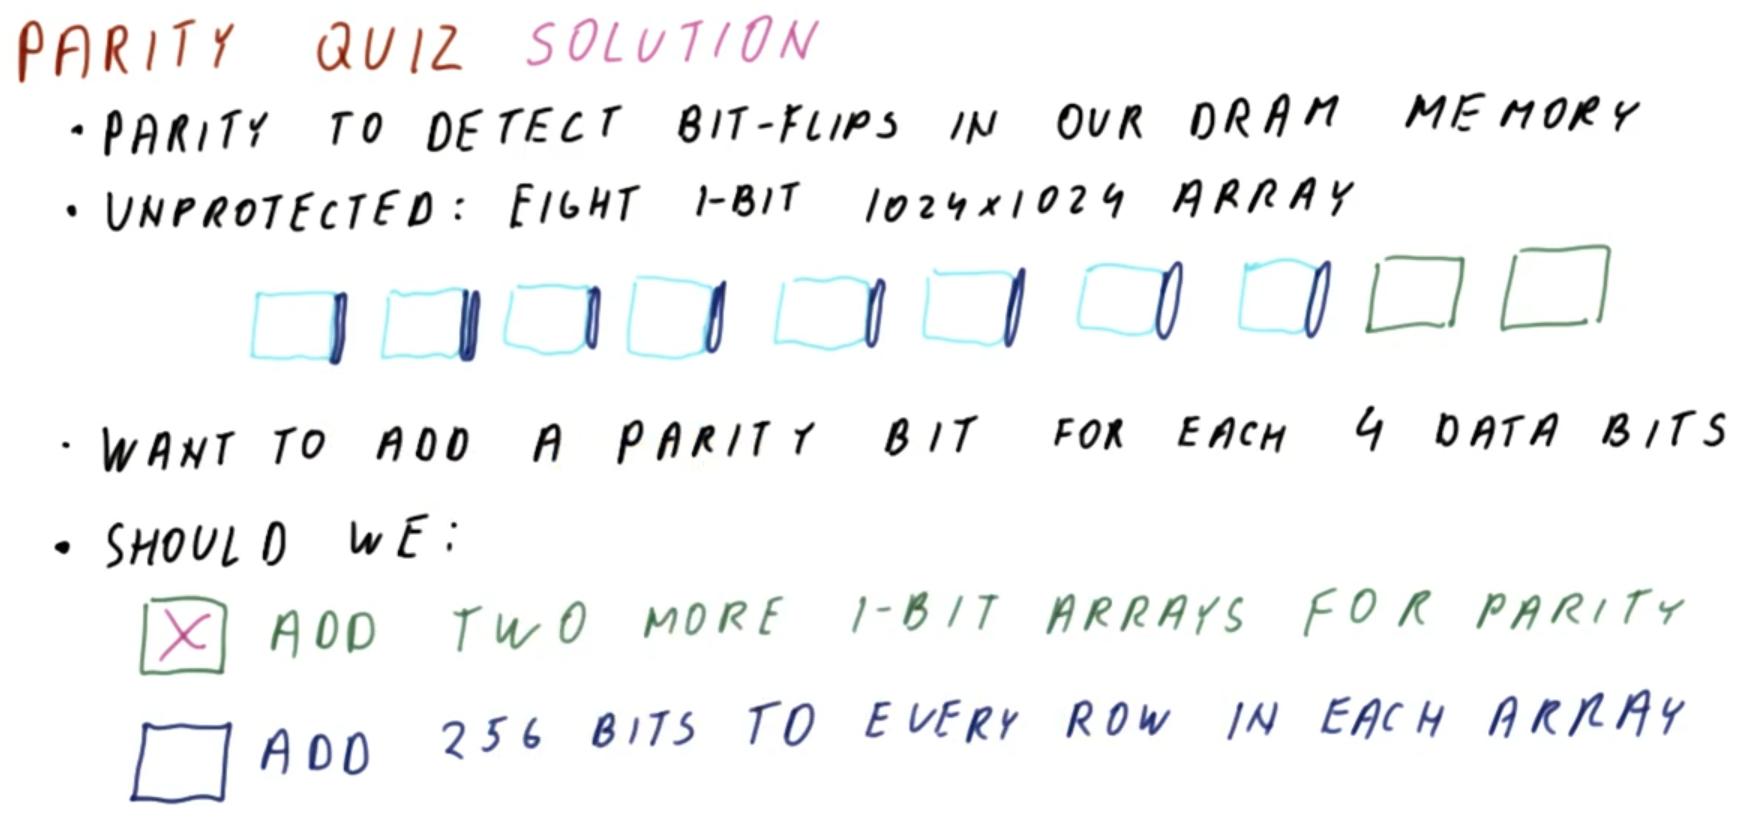 PARITY QUIZ SOLUTION
• PARITY TO DETECT BIT-FLIPS IN OUR DRAM MEMORY
• UNPROTECTED: EIGHT 1-BIT 1024x1024 ARRAY
• WANT TO ADD A PARITY BIT FOR EACH 4 DATA BITS
• SHOULD WE:
X ADD TWO MORE 1-BIT ARRAYS FOR PARITY
ADD 256 BITS TO EVERY ROW IN EACH ARRAY